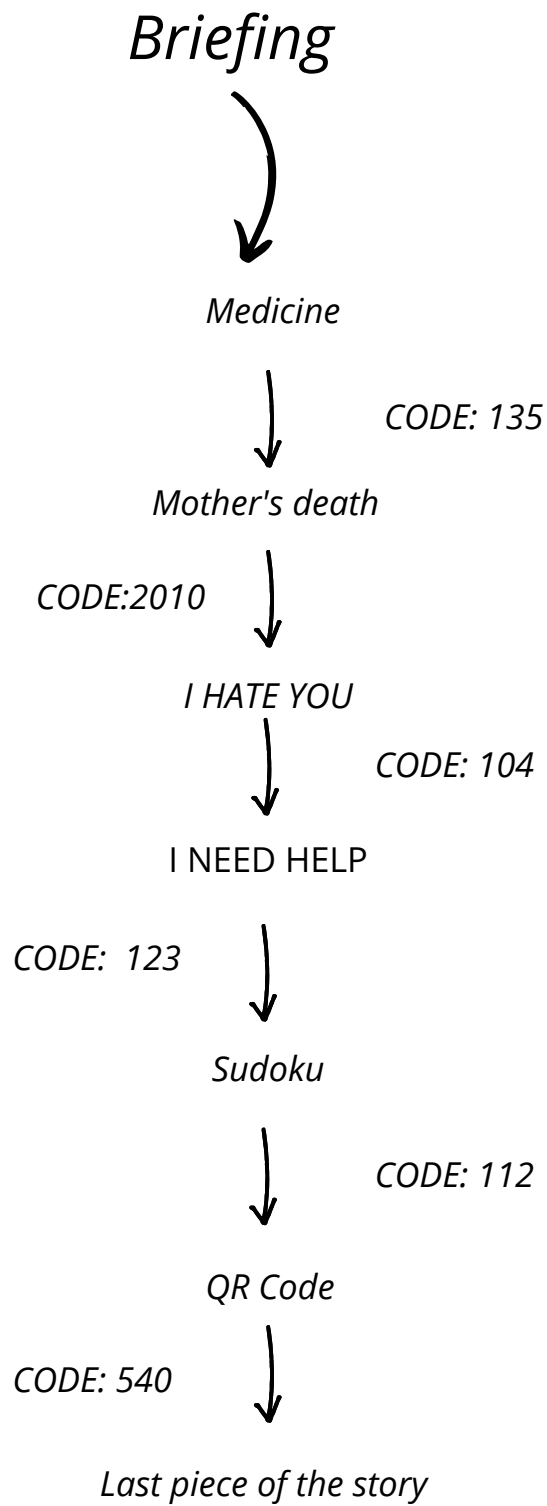 Briefing
Medicine
CODE: 135
Mother's death
CODE:2010
I HATE YOU
CODE: 104
I NEED HELP
CODE: 123
Sudoku
CODE: 112
QR Code
CODE: 540
Last piece of the story